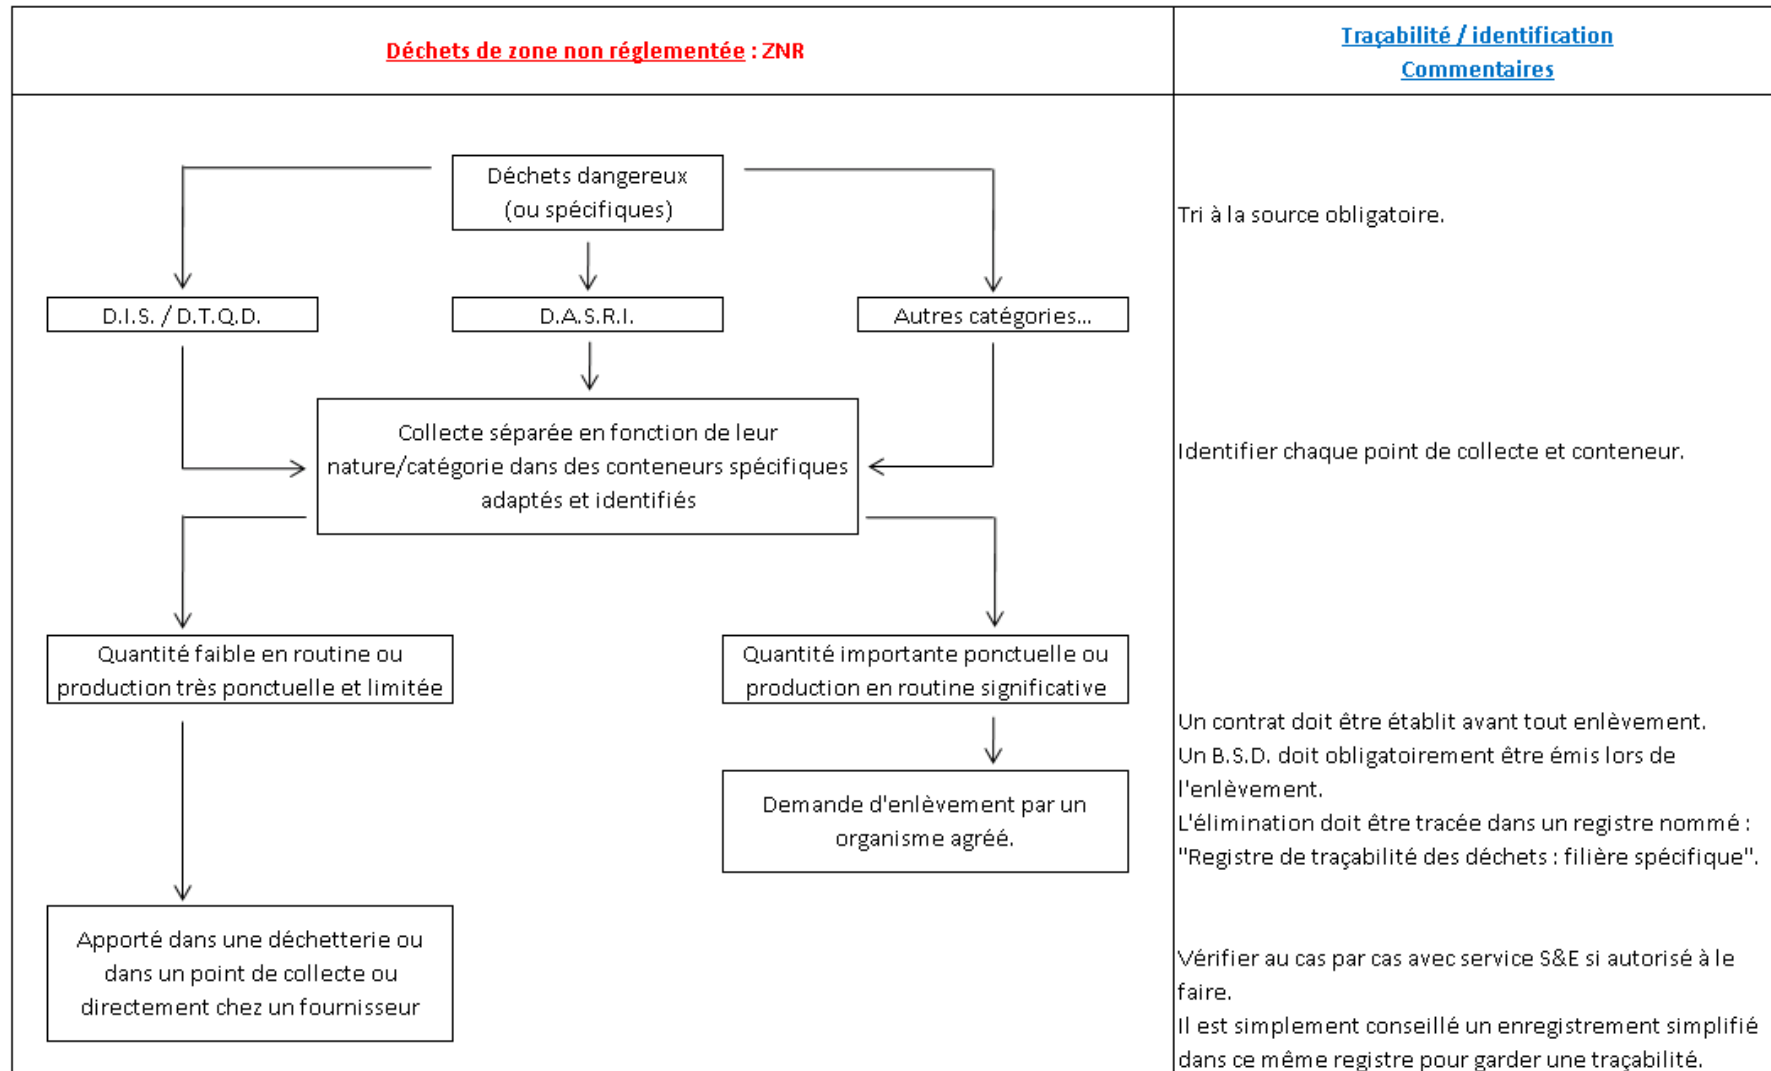 Déchets de zone non réglementée : ZNR
Traçabilité / identification
Commentaires
Déchets dangereux
(ou spécifiques)
Tri à la source obligatoire.
D.I.S. / D.T.Q.D.
D.A.S.R.I.
Autres catégories...
Collecte séparée en fonction de leur
nature/catégorie dans des conteneurs spécifiques
adaptés et identifiés
Identifier chaque point de collecte et conteneur.
Quantité faible en routine ou
production très ponctuelle et limitée
Quantité importante ponctuelle ou
production en routine significative
Demande d'enlèvement par un
organisme agréé.
Un contrat doit être établit avant tout enlèvement.
Un B.S.D. doit obligatoirement être émis lors de
l'enlèvement.
L'élimination doit être tracée dans un registre nommé :
"Registre de traçabilité des déchets : filière spécifique".
Apporté dans une déchetterie ou
dans un point de collecte ou
directement chez un fournisseur
Vérifier au cas par cas avec service S&E si autorisé à le
faire.
Il est simplement conseillé un enregistrement simplifié
dans ce même registre pour garder une traçabilité.